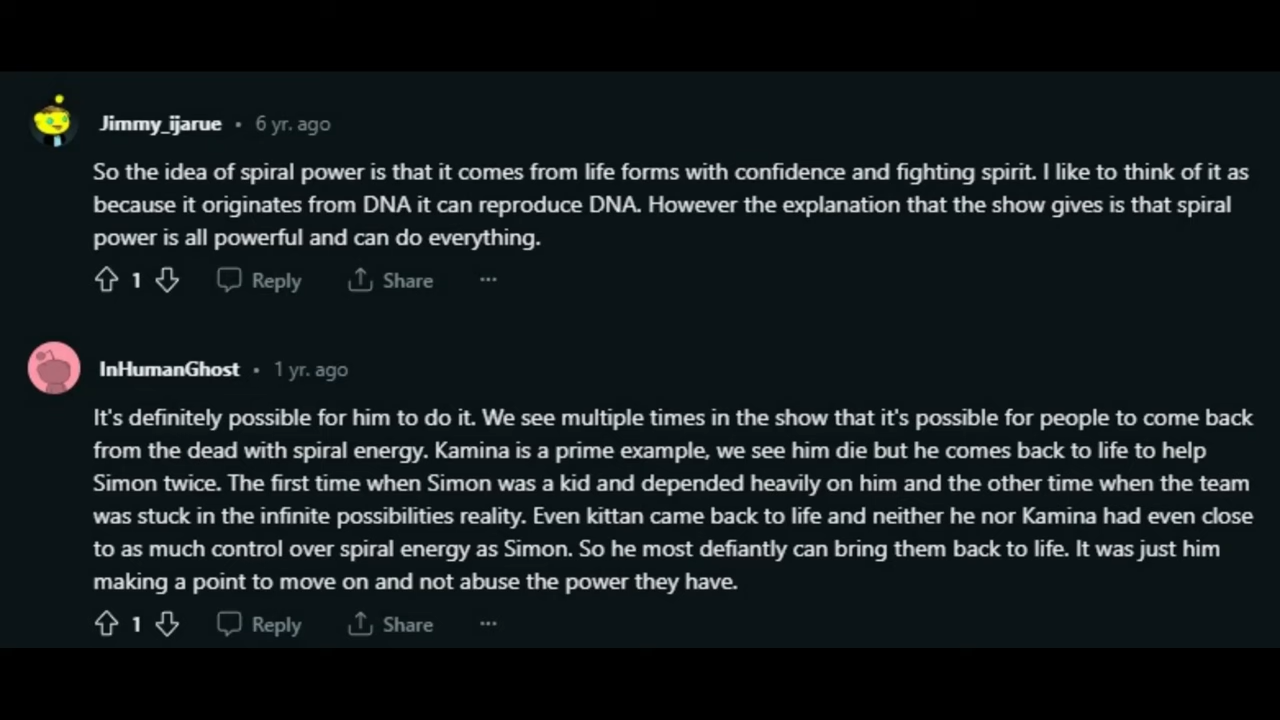 Jimmy_ijarue • 6 yr. ago
So the idea of spiral power is that it comes from life forms with confidence and fighting spirit. I like to think of it as
because it originates from DNA it can reproduce DNA. However the explanation that the show gives is that spiral
power is all powerful and can do everything.
1 Reply Share ···
InHumanGhost • 1 yr. ago
It's definitely possible for him to do it. We see multiple times in the show that it's possible for people to come back
from the dead with spiral energy. Kamina is a prime example, we see him die but he comes back to life to help
Simon twice. The first time when Simon was a kid and depended heavily on him and the other time when the team
was stuck in the infinite possibilities reality. Even kittan came back to life and neither he nor Kamina had even close
to as much control over spiral energy as Simon. So he most defiantly can bring them back to life. It was just him
making a point to move on and not abuse the power they have.
1 Reply Share ···